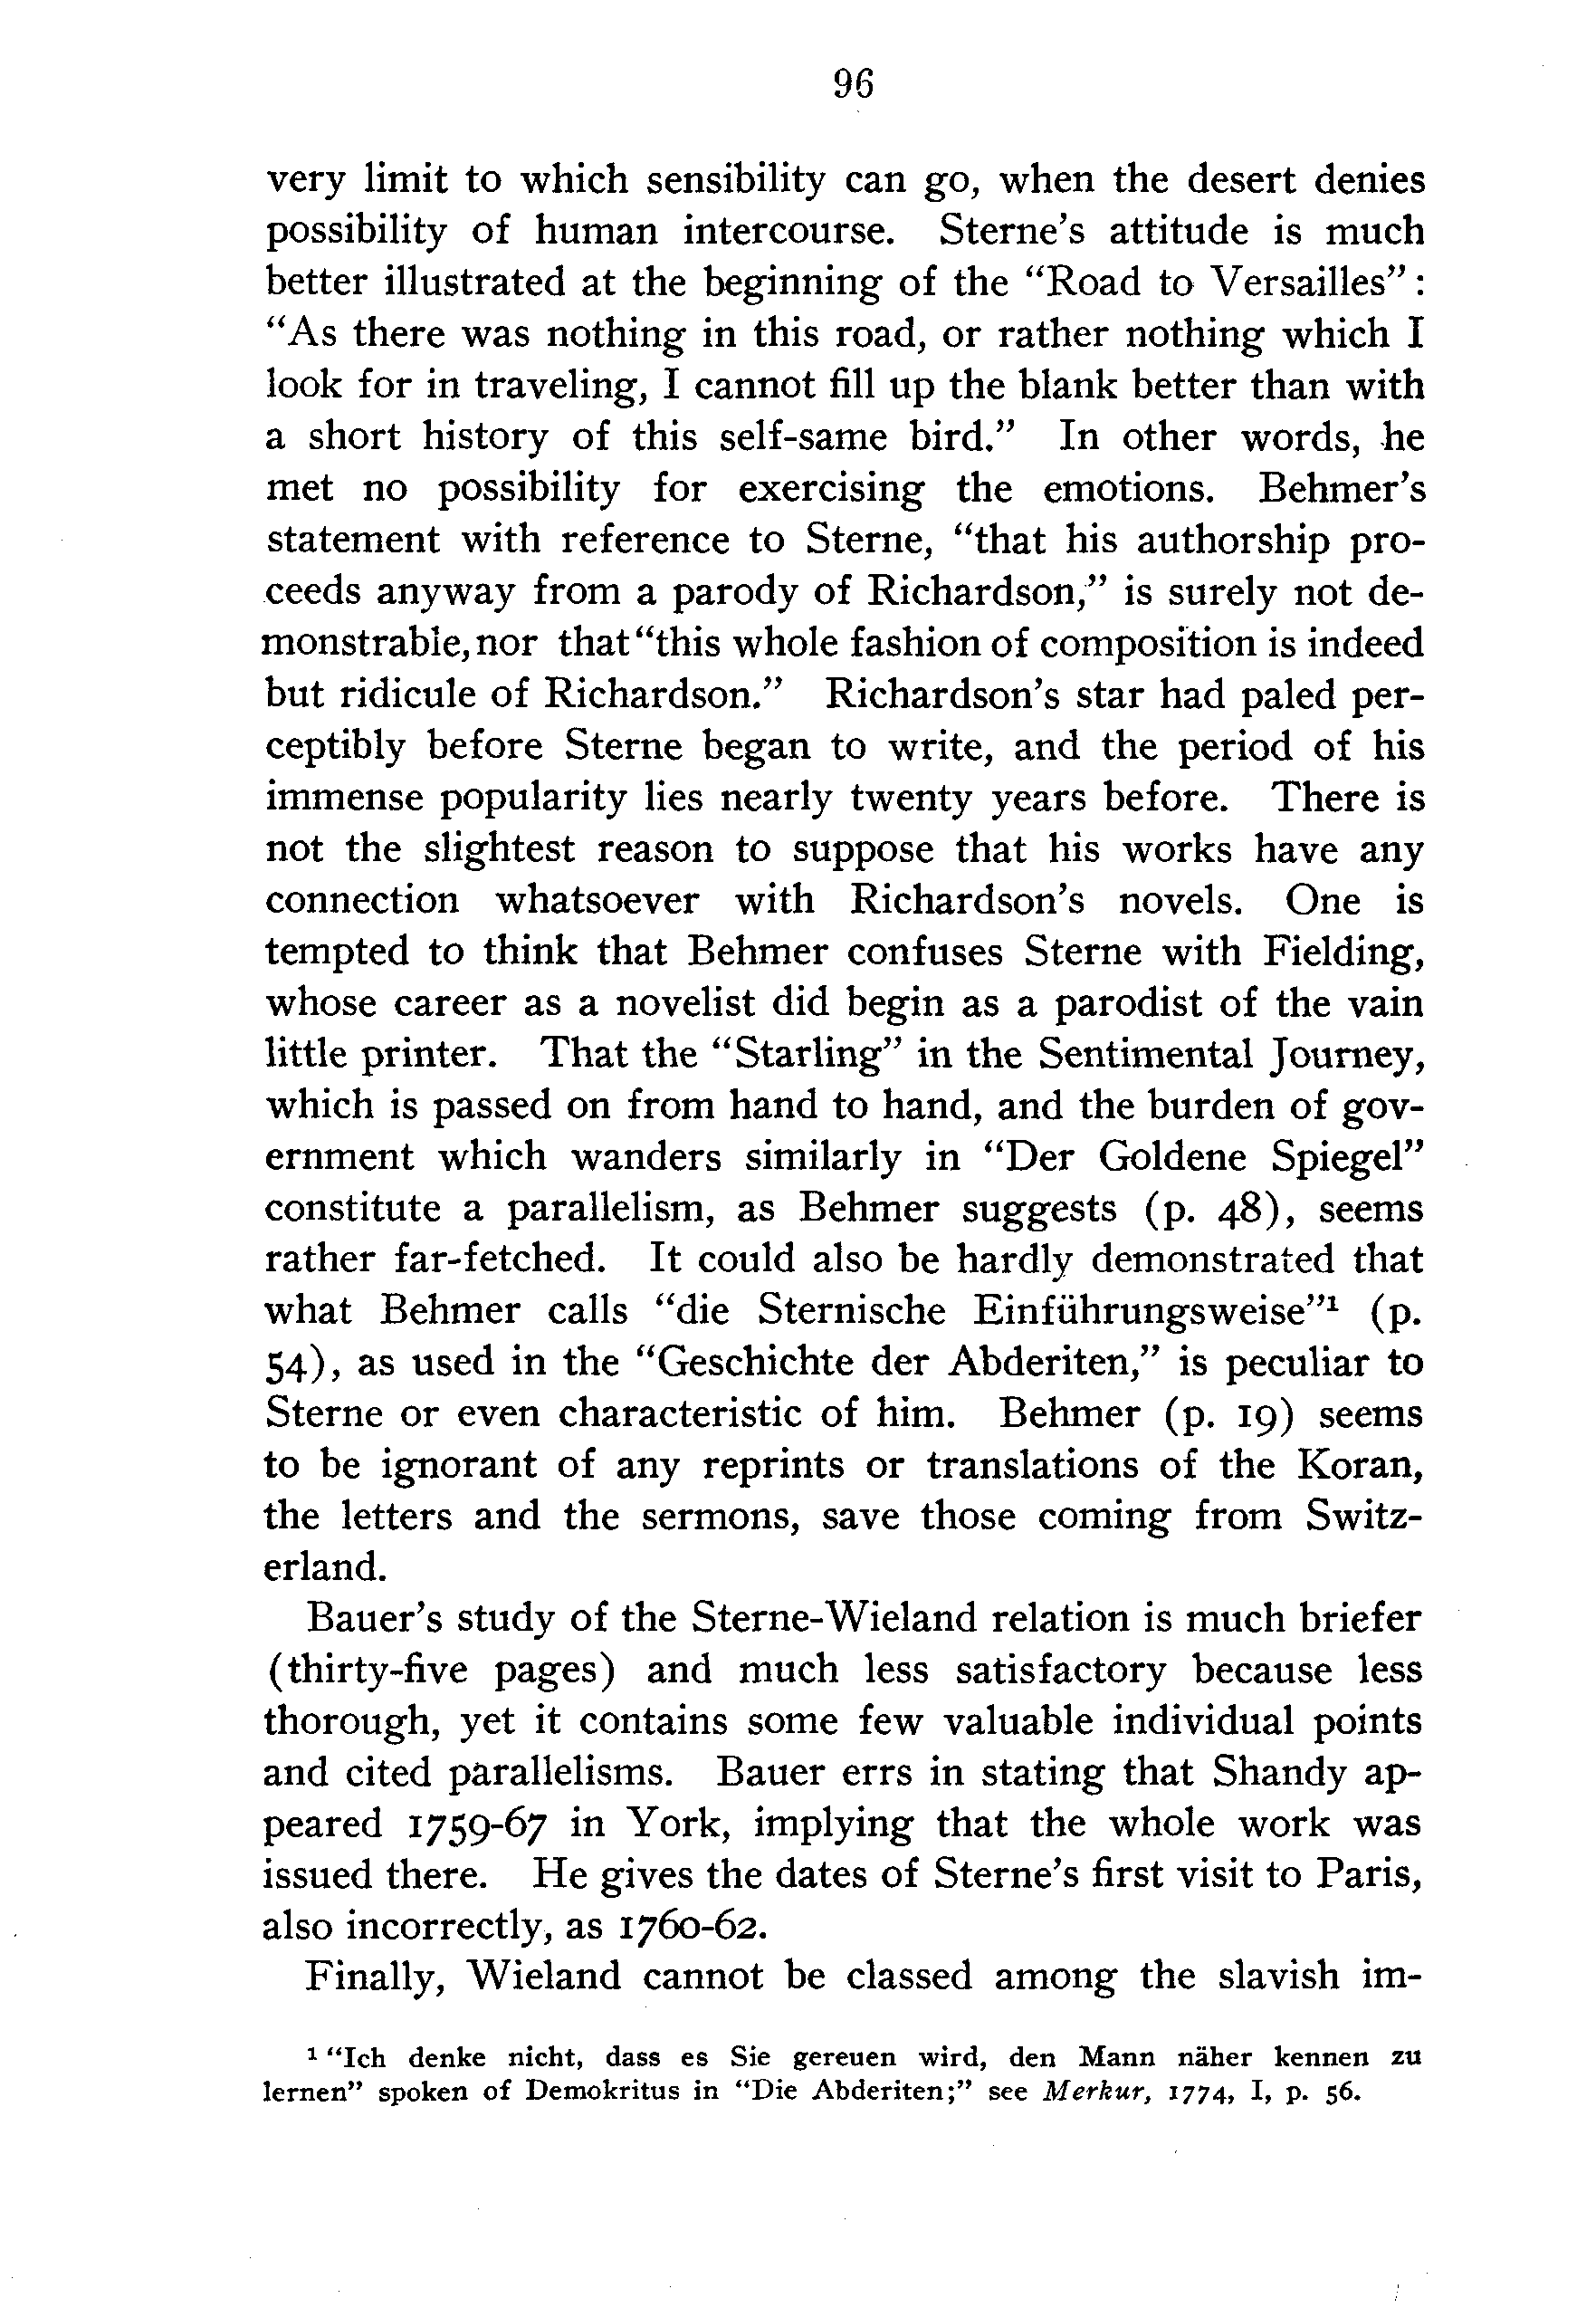 96
very limit to which sensibility can go, when the desert denies
possibility of human intercourse. Sterne's attitude is much
better illustrated at the beginning of the “Road to Versailles”:
“As there was nothing in this road, or rather nothing which I
look for in traveling, I cannot fill up the blank better than with
a short history of this self-same bird.” In other words, he
met no possibility for exercising the emotions. Behmer's
statement with reference to Sterne, “that his authorship pro-
ceeds anyway from a parody of Richardson,” is surely not de-
monstrable, nor that “this whole fashion of composition is indeed
but ridicule of Richardson.” Richardson's star had paled per-
ceptibly before Sterne began to write, and the period of his
immense popularity lies nearly twenty years before. There is
not the slightest reason to suppose that his works have any
connection whatsoever with Richardson's novels. One is
tempted to think that Behmer confuses Sterne with Fielding,
whose career as a novelist did begin as a parodist of the vain
little printer. That the “Starling” in the Sentimental Journey,
which is passed on from hand to hand, and the burden of gov-
ernment which wanders similarly in “Der Goldene Spiegel”
constitute a parallelism, as Behmer suggests (p. 48), seems
rather far-fetched. It could also be hardly demonstrated that
what Behmer calls “die Sternische Einführungsweise”¹ (p.
54), as used in the “Geschichte der Abderiten,” is peculiar to
Sterne or even characteristic of him. Behmer (p. 19) seems
to be ignorant of any reprints or translations of the Koran,
the letters and the sermons, save those coming from Switz-
erland.
Bauer's study of the Sterne-Wieland relation is much briefer
(thirty-five pages) and much less satisfactory because less
thorough, yet it contains some few valuable individual points
and cited parallelisms. Bauer errs in stating that Shandy ap-
peared 1759-67 in York, implying that the whole work was
issued there. He gives the dates of Sterne's first visit to Paris,
also incorrectly, as 1760-62.
Finally, Wieland cannot be classed among the slavish im-
¹ “Ich denke nicht, dass es Sie gereuen wird, den Mann näher kennen zu
lernen” spoken of Demokritus in “Die Abderiten;” see Merkur, 1774, I, p. 56.